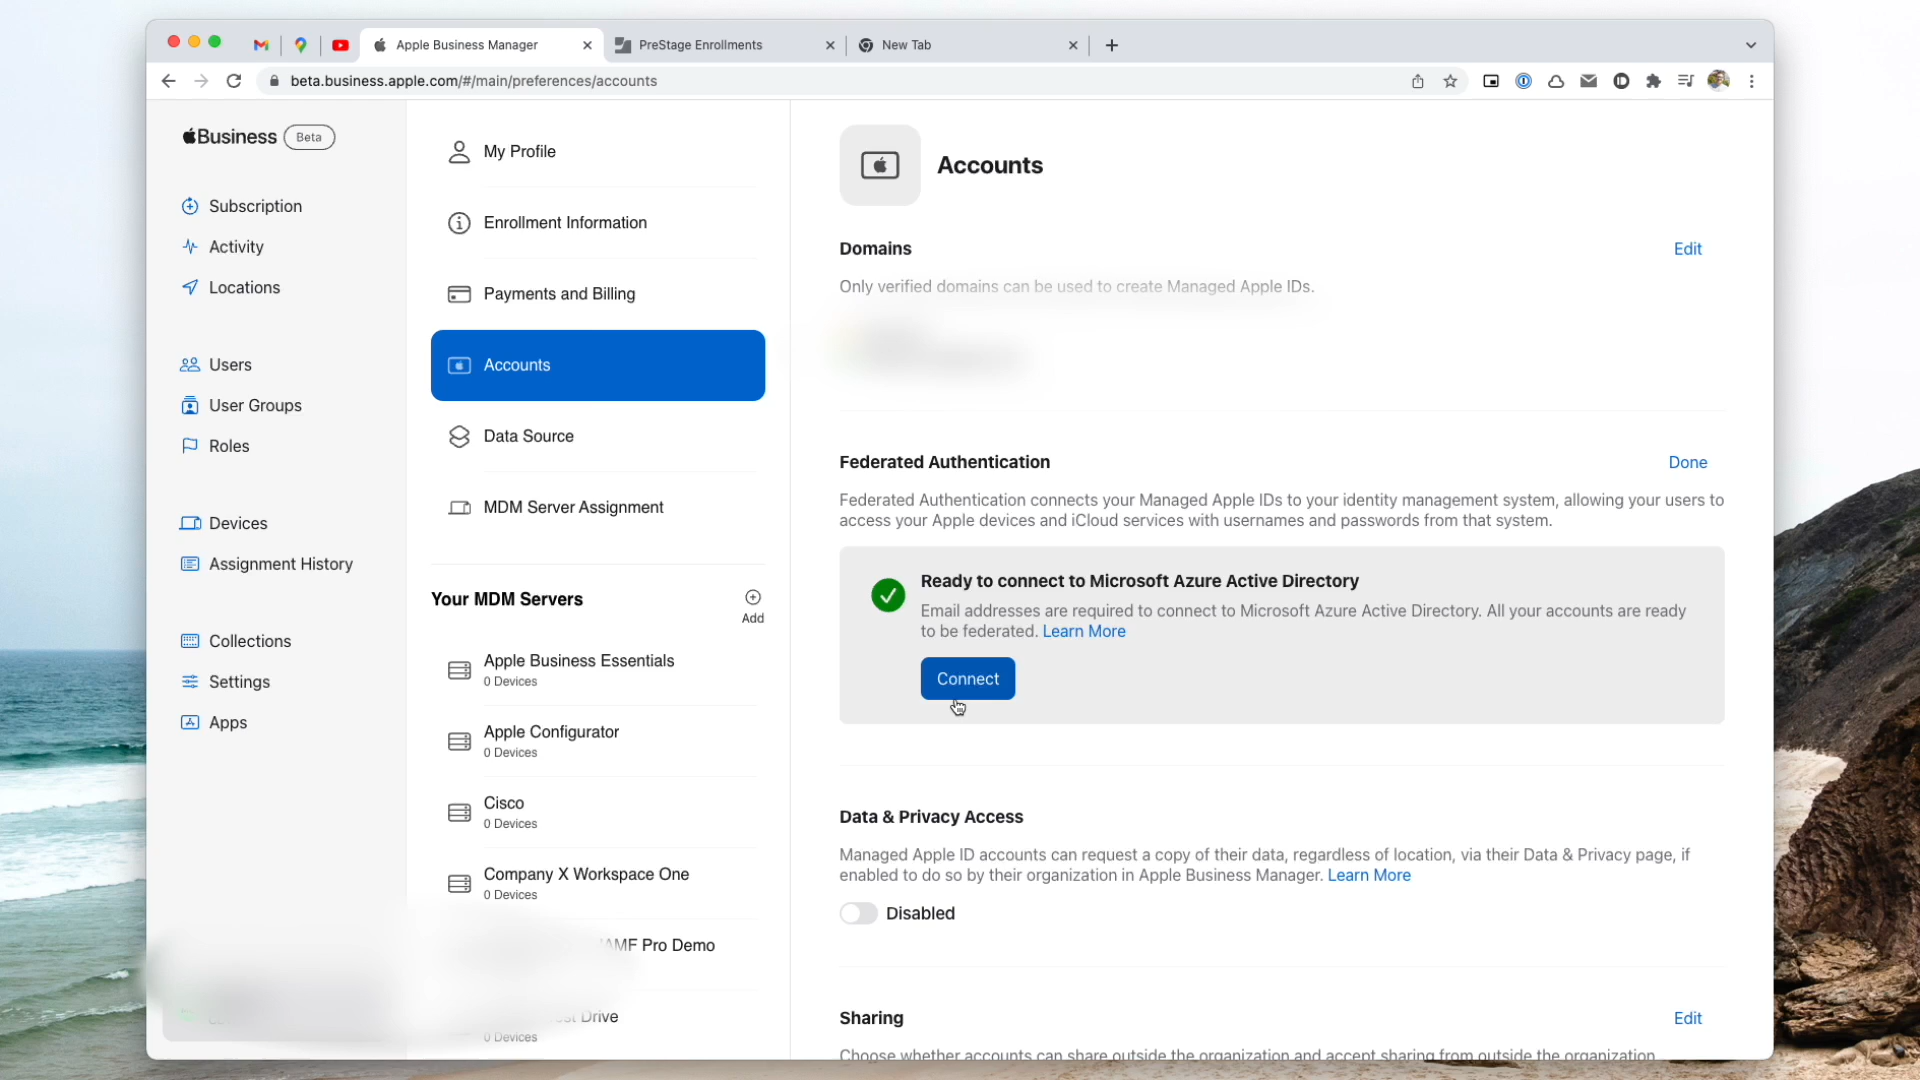 Apple Business Manager
PreStage Enrollments
New Tab
beta.business.apple.com/#/main/preferences/accounts
Business Beta
Subscription
Activity
Locations
Users
User Groups
Roles
Devices
Assignment History
Collections
Settings
Apps
My Profile
Enrollment Information
Payments and Billing
Accounts
Data Source
MDM Server Assignment
Your MDM Servers
Add
Apple Business Essentials
0 Devices
Apple Configurator
0 Devices
Cisco
0 Devices
Company X Workspace One
0 Devices
Pro Demo
Drive
0 Devices
Accounts
Domains
Edit
Only verified domains can be used to create Managed Apple IDs.
Federated Authentication
Done
Federated Authentication connects your Managed Apple IDs to your identity management system, allowing your users to
access your Apple devices and iCloud services with usernames and passwords from that system.
Ready to connect to Microsoft Azure Active Directory
Email addresses are required to connect to Microsoft Azure Active Directory. All your accounts are ready
to be federated. Learn More
Connect
Data & Privacy Access
Managed Apple ID accounts can request a copy of their data, regardless of location, via their Data & Privacy page, if
enabled to do so by their organization in Apple Business Manager. Learn More
Disabled
Sharing
Edit
Choose whether accounts can share outside the organization and accept sharing from outside the organization